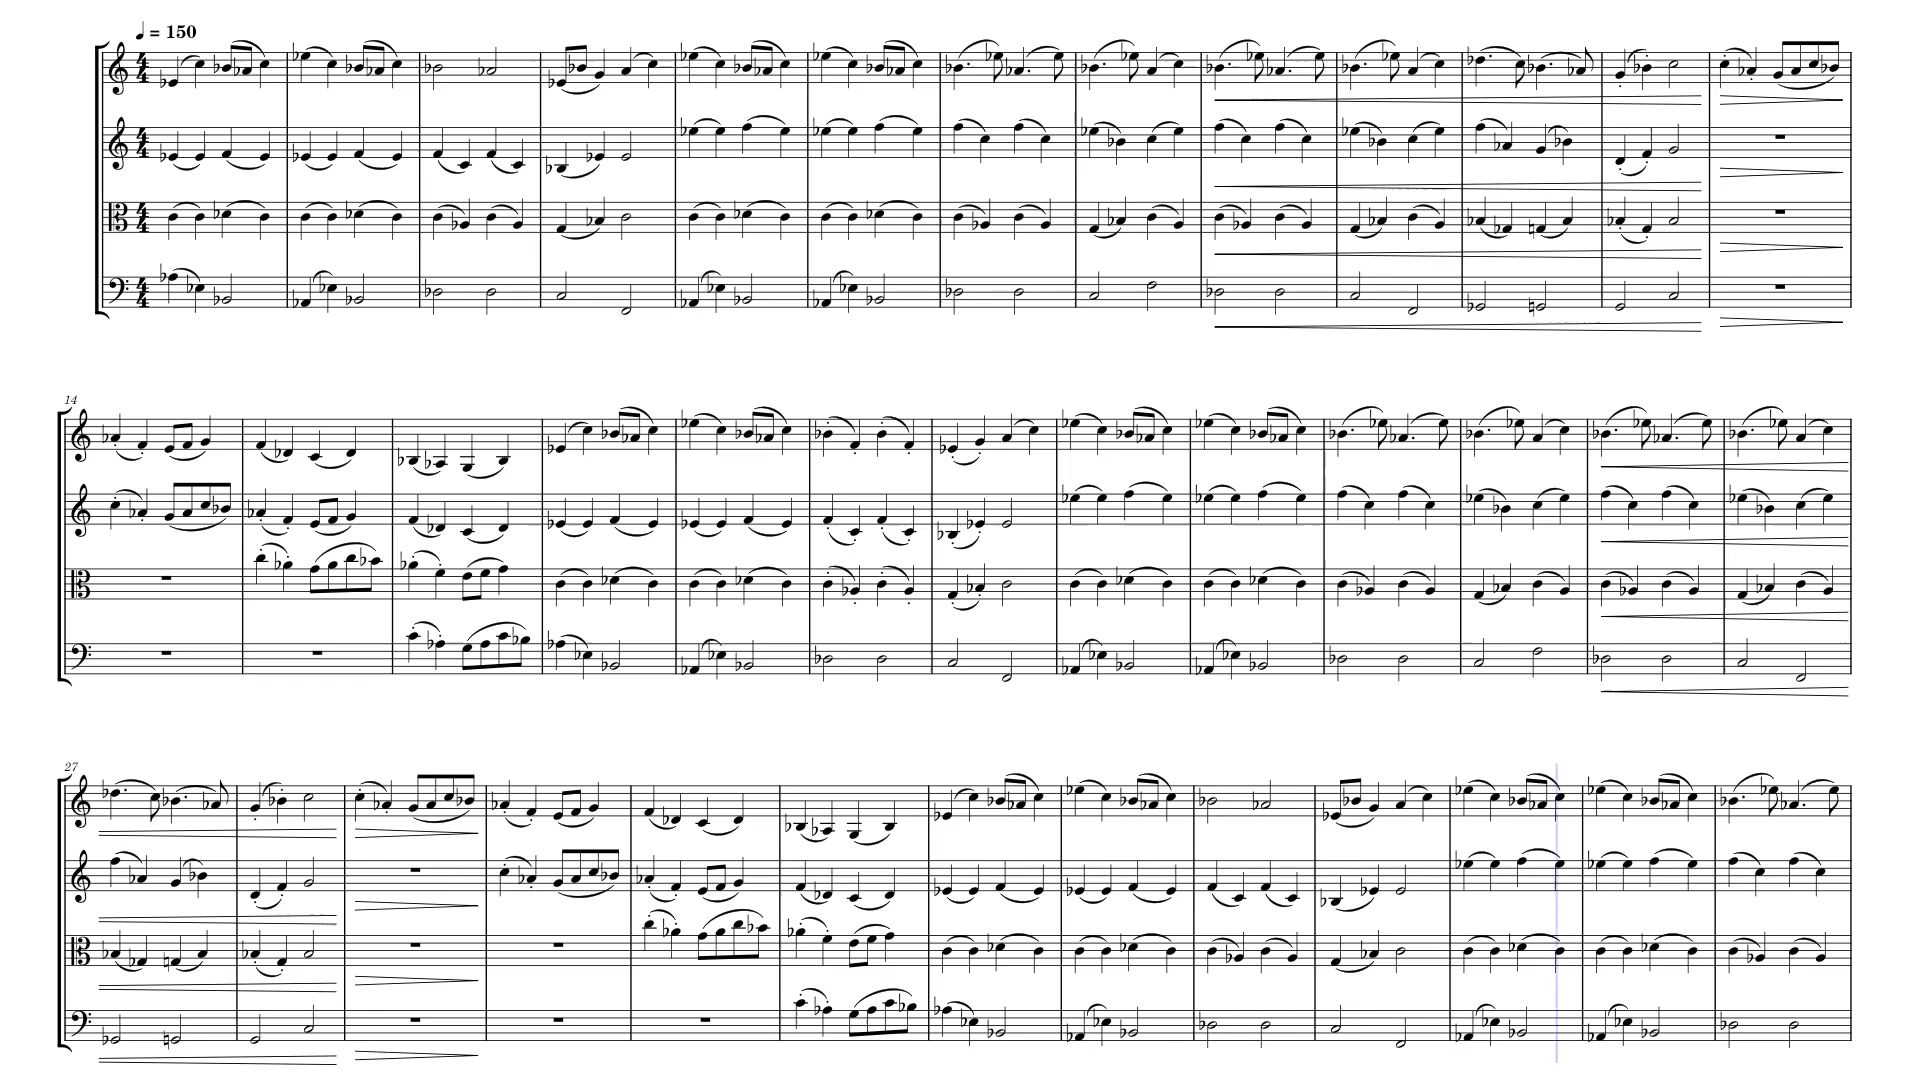 ♩ = 150
14
27